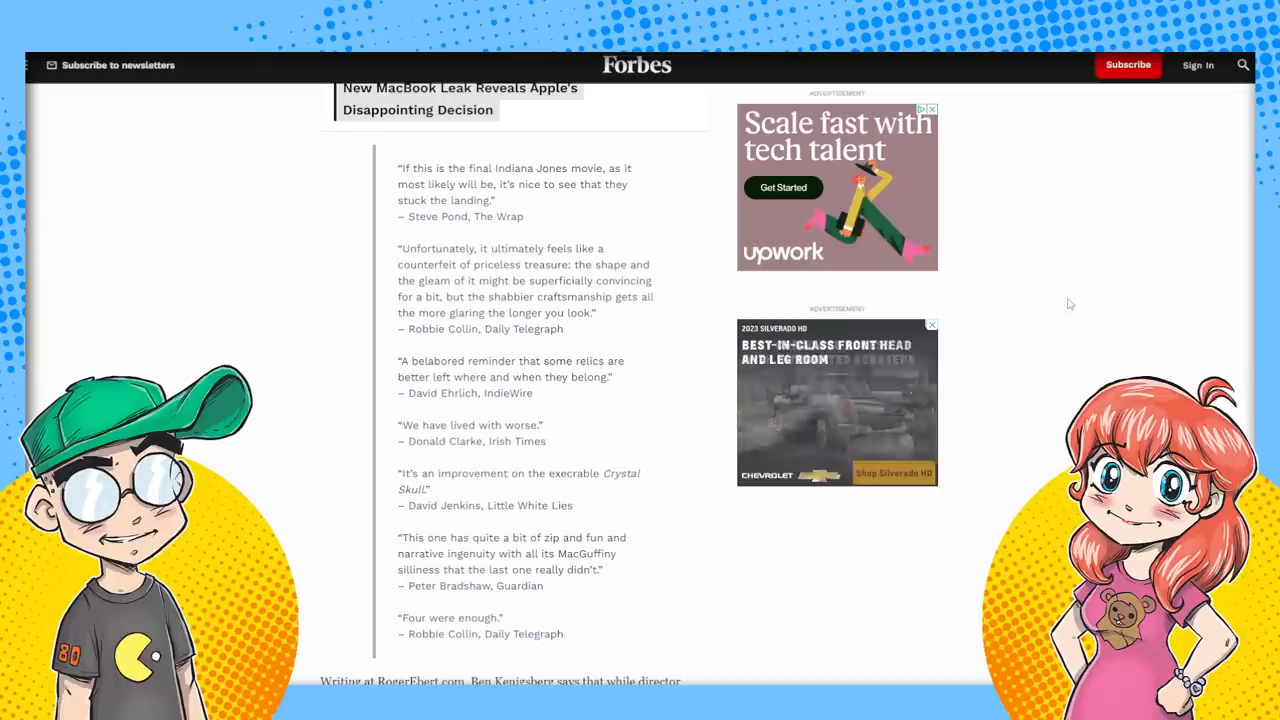 Subscribe to newsletters
Forbes
Subscribe
Sign In
New MacBook Leak Reveals Apple's
Disappointing Decision
“If this is the final Indiana Jones movie, as it
most likely will be, it’s nice to see that they
stuck the landing.”
– Steve Pond, The Wrap
“Unfortunately, it ultimately feels like a
counterfeit of priceless treasure: the shape and
the gleam of it might be superficially convincing
for a bit, but the shabbier craftsmanship gets all
the more glaring the longer you look.”
– Robbie Collin, Daily Telegraph
“A belabored reminder that some relics are
better left where and when they belong.”
– David Ehrlich, IndieWire
“We have lived with worse.”
– Donald Clarke, Irish Times
“It’s an improvement on the execrable Crystal
Skull.”
– David Jenkins, Little White Lies
“This one has quite a bit of zip and fun and
narrative ingenuity with all its MacGuffiny
silliness that the last one really didn’t.”
– Peter Bradshaw, Guardian
“Four were enough.”
– Robbie Collin, Daily Telegraph
Writing at RogerEbert.com, Ben Kenigsberg says that while director
ADVERTISEMENT
Scale fast with
tech talent
Get Started
upwork
ADVERTISEMENT
2023 SILVERADO HD
BEST-IN-CLASS FRONT HEAD
AND LEG ROOM
CHEVROLET
Shop Silverado HD
80